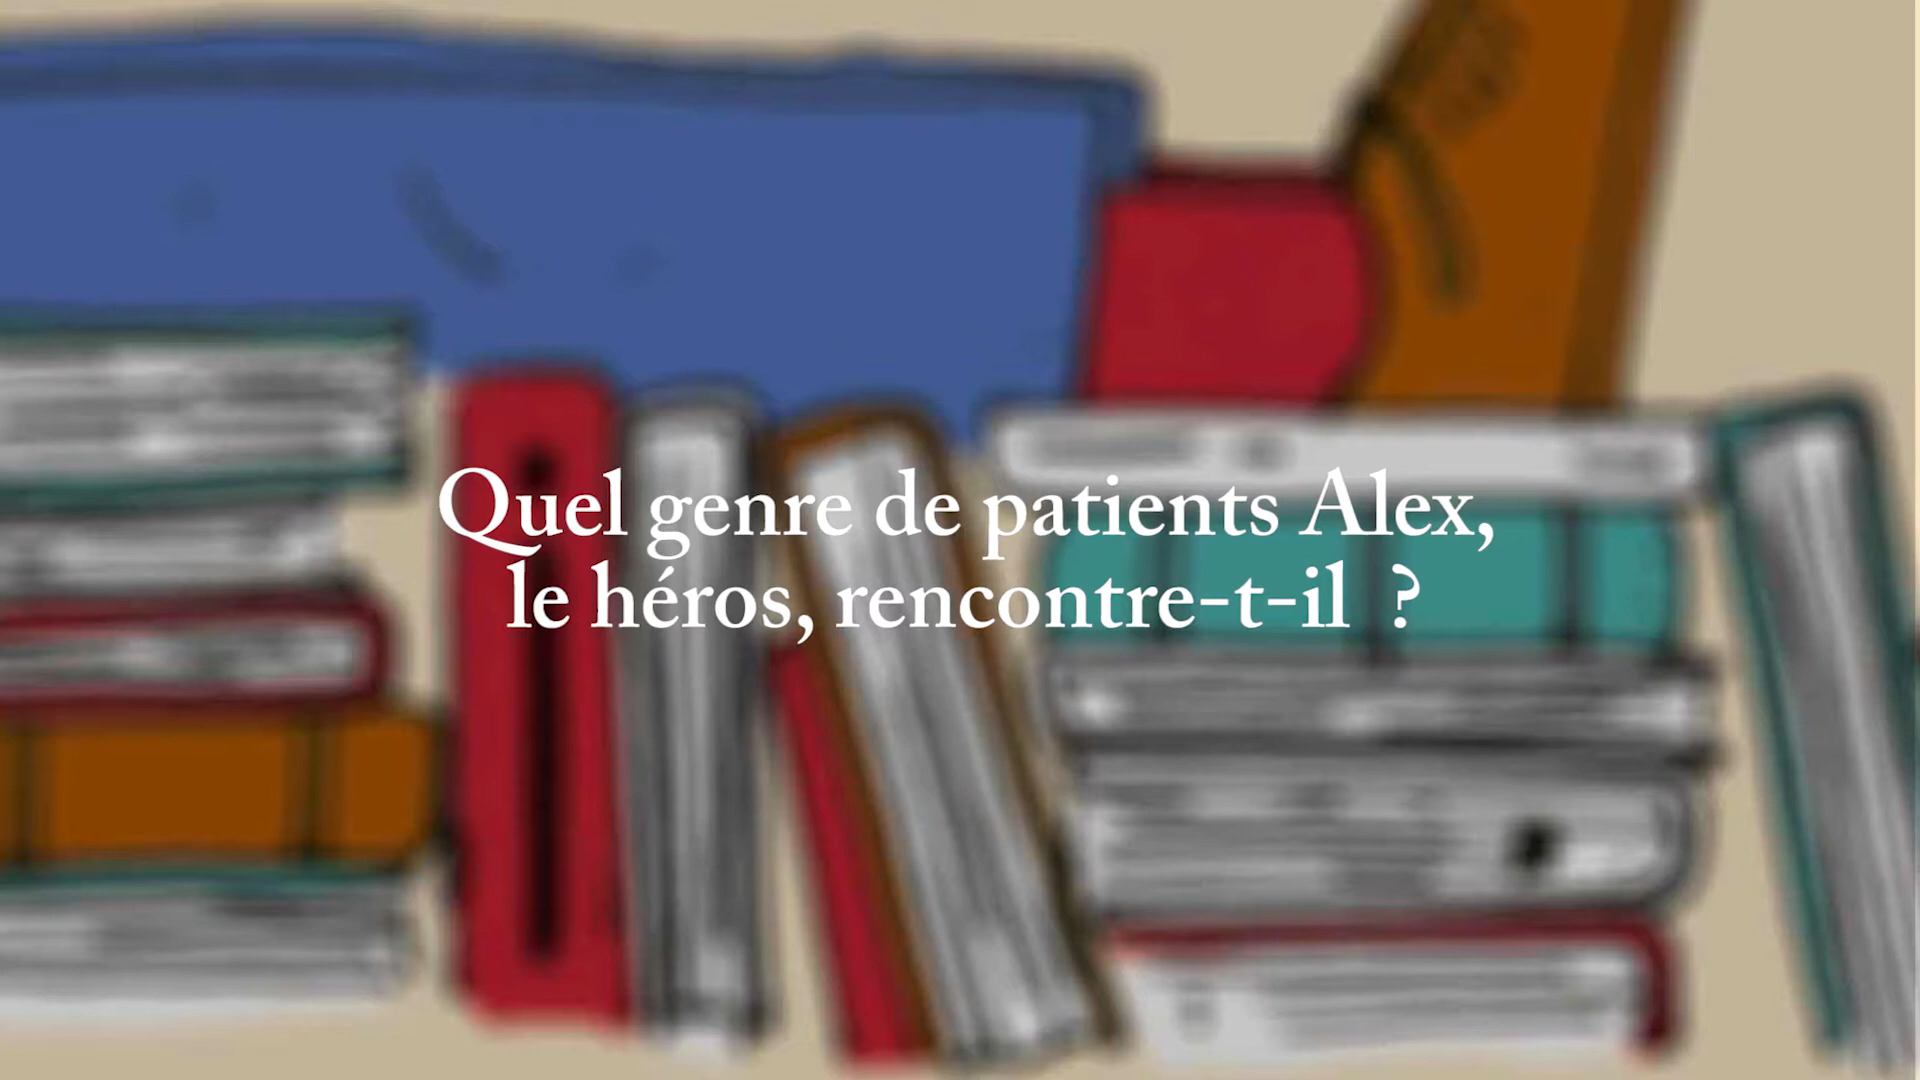 Quel genre de patients Alex,
le héros, rencontre-t-il ?